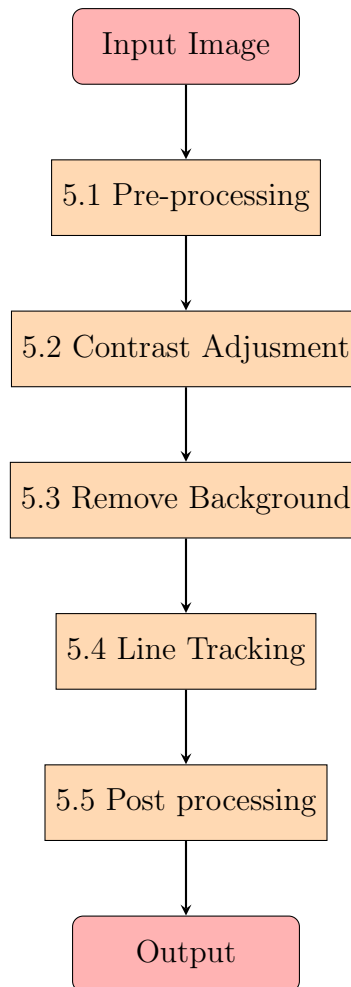 Input Image
5.1 Pre-processing
5.2 Contrast Adjusment
5.3 Remove Background
5.4 Line Tracking
5.5 Post processing
Output